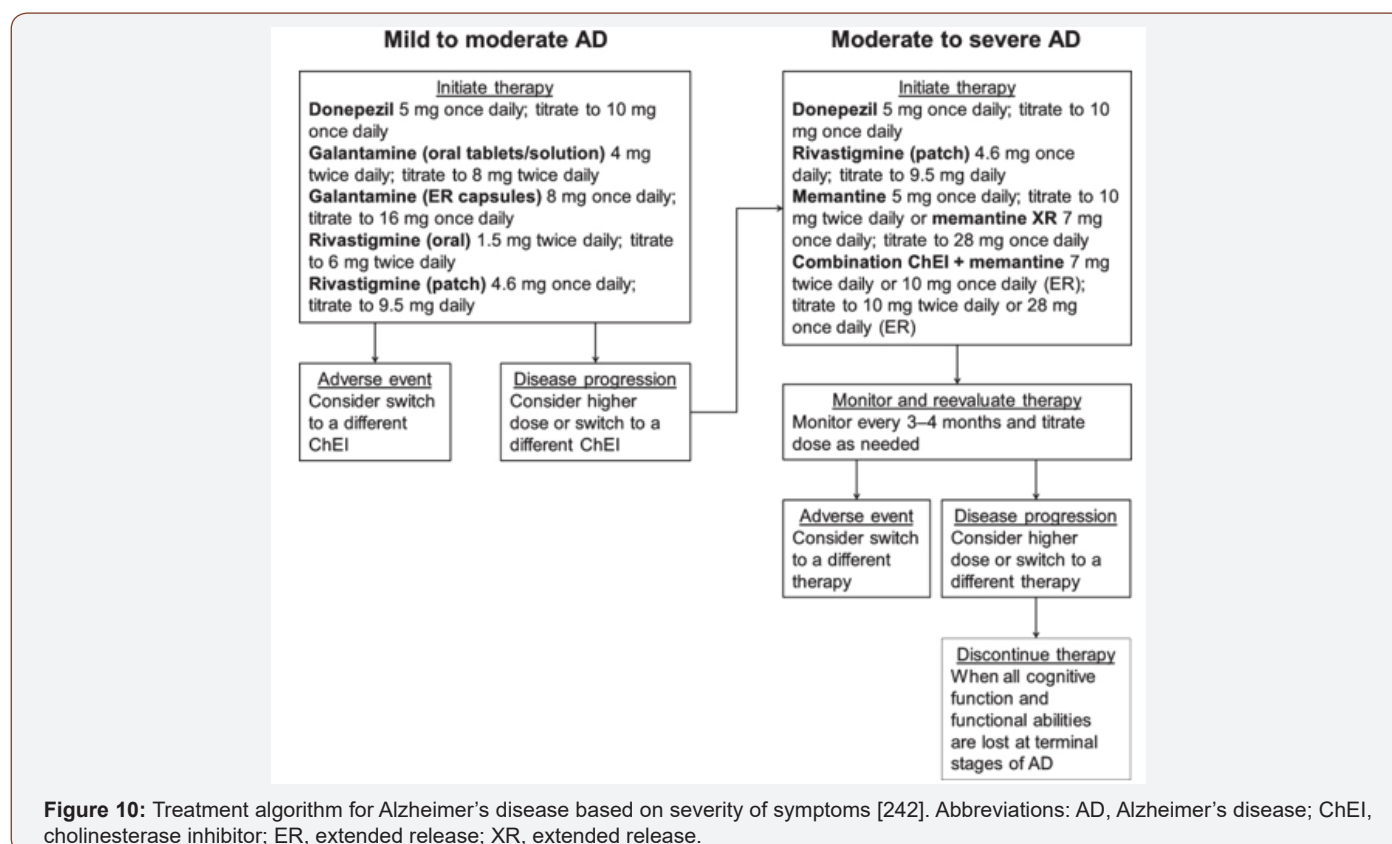 Mild to moderate AD
Initiate therapy
Donepezil 5 mg once daily; titrate to 10 mg
once daily
Galantamine (oral tablets/solution) 4 mg
twice daily; titrate to 8 mg twice daily
Galantamine (ER capsules) 8 mg once daily;
titrate to 16 mg once daily
Rivastigmine (oral) 1.5 mg twice daily; titrate
to 6 mg twice daily
Rivastigmine (patch) 4.6 mg once daily;
titrate to 9.5 mg daily
Adverse event
Consider switch
to a different
ChEI
Disease progression
Consider higher
dose or switch to a
different ChEI
Moderate to severe AD
Initiate therapy
Donepezil 5 mg once daily; titrate to 10
mg once daily
Rivastigmine (patch) 4.6 mg once
daily; titrate to 9.5 mg daily
Memantine 5 mg once daily; titrate to 10
mg twice daily or memantine XR 7 mg
once daily; titrate to 28 mg once daily
Combination ChEI + memantine 7 mg
twice daily or 10 mg once daily (ER);
titrate to 10 mg twice daily or 28 mg
once daily (ER)
Monitor and reevaluate therapy
Monitor every 3–4 months and titrate
dose as needed
Adverse event
Consider switch
to a different
therapy
Disease progression
Consider higher
dose or switch to a
different therapy
Discontinue therapy
When all cognitive
function and
functional abilities
are lost at terminal
stages of AD
Figure 10: Treatment algorithm for Alzheimer's disease based on severity of symptoms [242]. Abbreviations: AD, Alzheimer's disease; ChEI,
cholinesterase inhibitor; ER, extended release; XR, extended release.